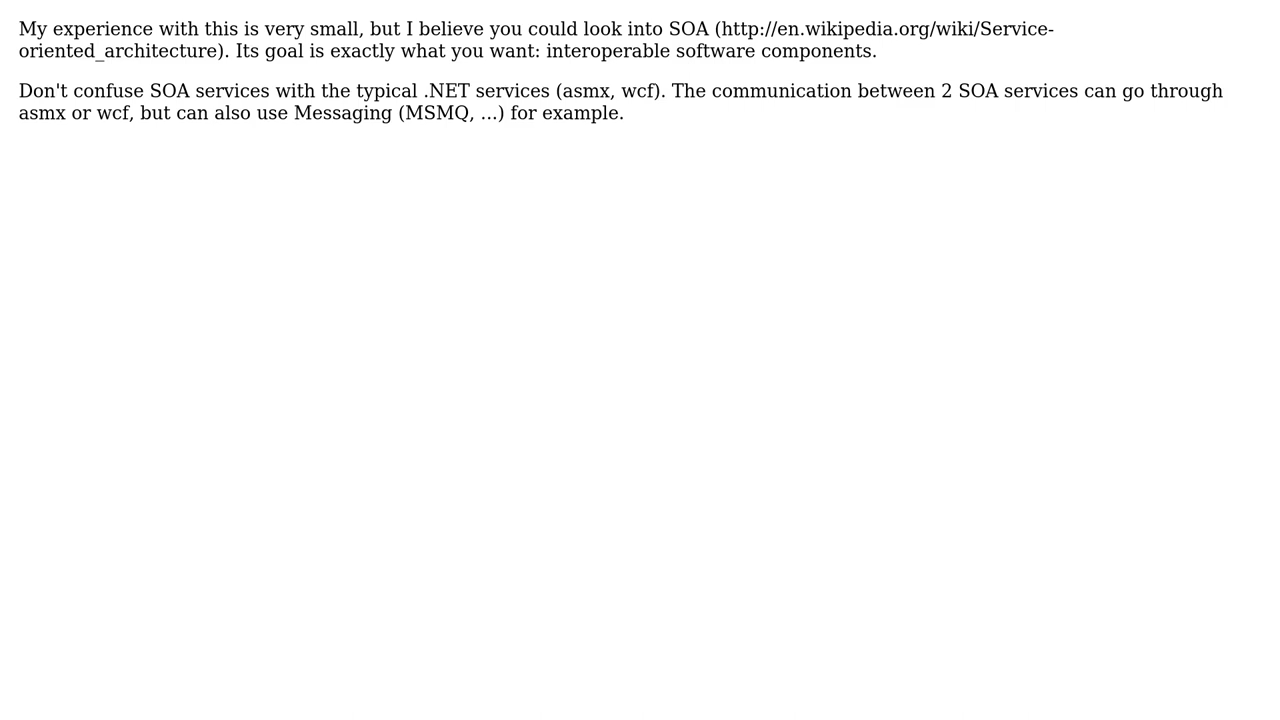 My experience with this is very small, but I believe you could look into SOA (http://en.wikipedia.org/wiki/Service-
oriented_architecture). Its goal is exactly what you want: interoperable software components.
Don't confuse SOA services with the typical .NET services (asmx, wcf). The communication between 2 SOA services can go through
asmx or wcf, but can also use Messaging (MSMQ, ...) for example.